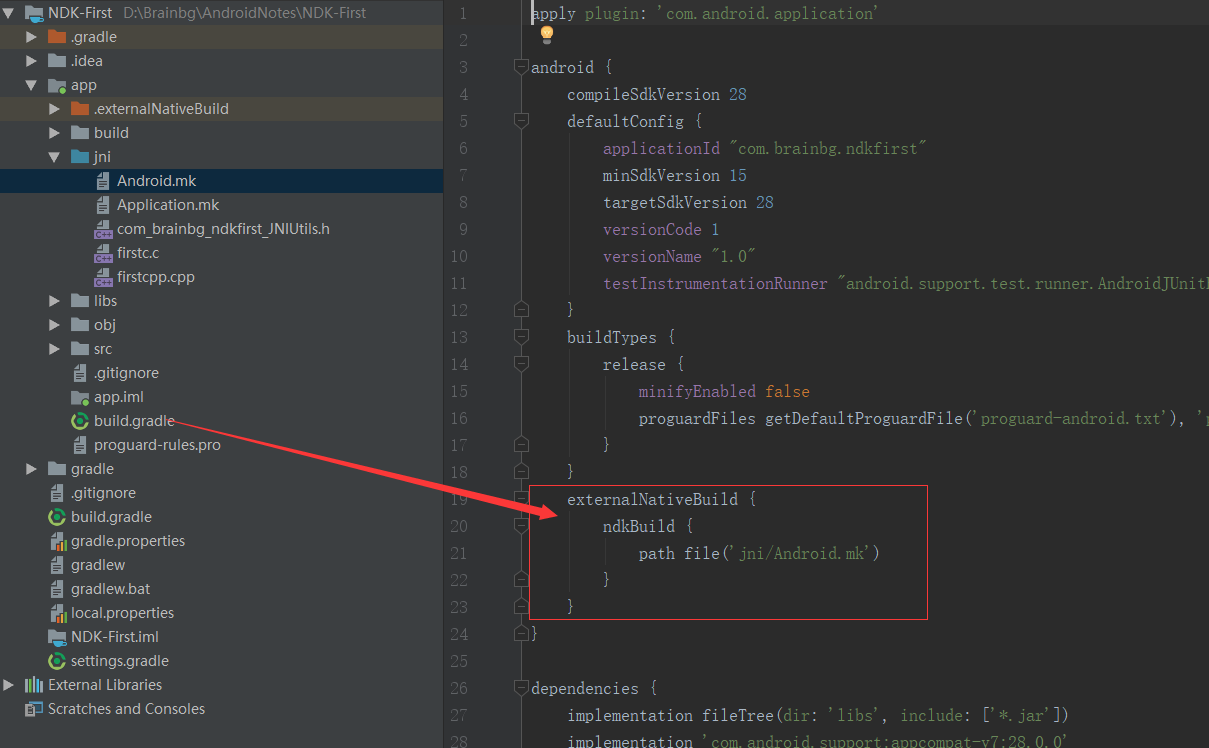 NDK-First D:\Brainbg\AndroidNotes\NDK-First
.gradle
.idea
app
.externalNativeBuild
build
jni
Android.mk
Application.mk
com_brainbg_ndkfirst_JNIUtils.h
firstc.c
firstcpp.cpp
libs
obj
src
.gitignore
app.iml
build.gradle
proguard-rules.pro
gradle
.gitignore
build.gradle
gradle.properties
gradlew
gradlew.bat
local.properties
NDK-First.iml
settings.gradle
External Libraries
Scratches and Consoles
1 apply plugin: 'com.android.application'
2
3 android {
4 compileSdkVersion 28
5 defaultConfig {
6 applicationId "com.brainbg.ndkfirst"
7 minSdkVersion 15
8 targetSdkVersion 28
9 versionCode 1
10 versionName "1.0"
11 testInstrumentationRunner "android.support.test.runner.AndroidJUnit
12 }
13 buildTypes {
14 release {
15 minifyEnabled false
16 proguardFiles getDefaultProguardFile('proguard-android.txt'), '
17 }
18 }
19 externalNativeBuild {
20 ndkBuild {
21 path file('jni/Android.mk')
22 }
23 }
24 }
25
26 dependencies {
27 implementation fileTree(dir: 'libs', include: ['*.jar'])
28 implementation 'com.android.support:appcompat-v7:28.0.0'